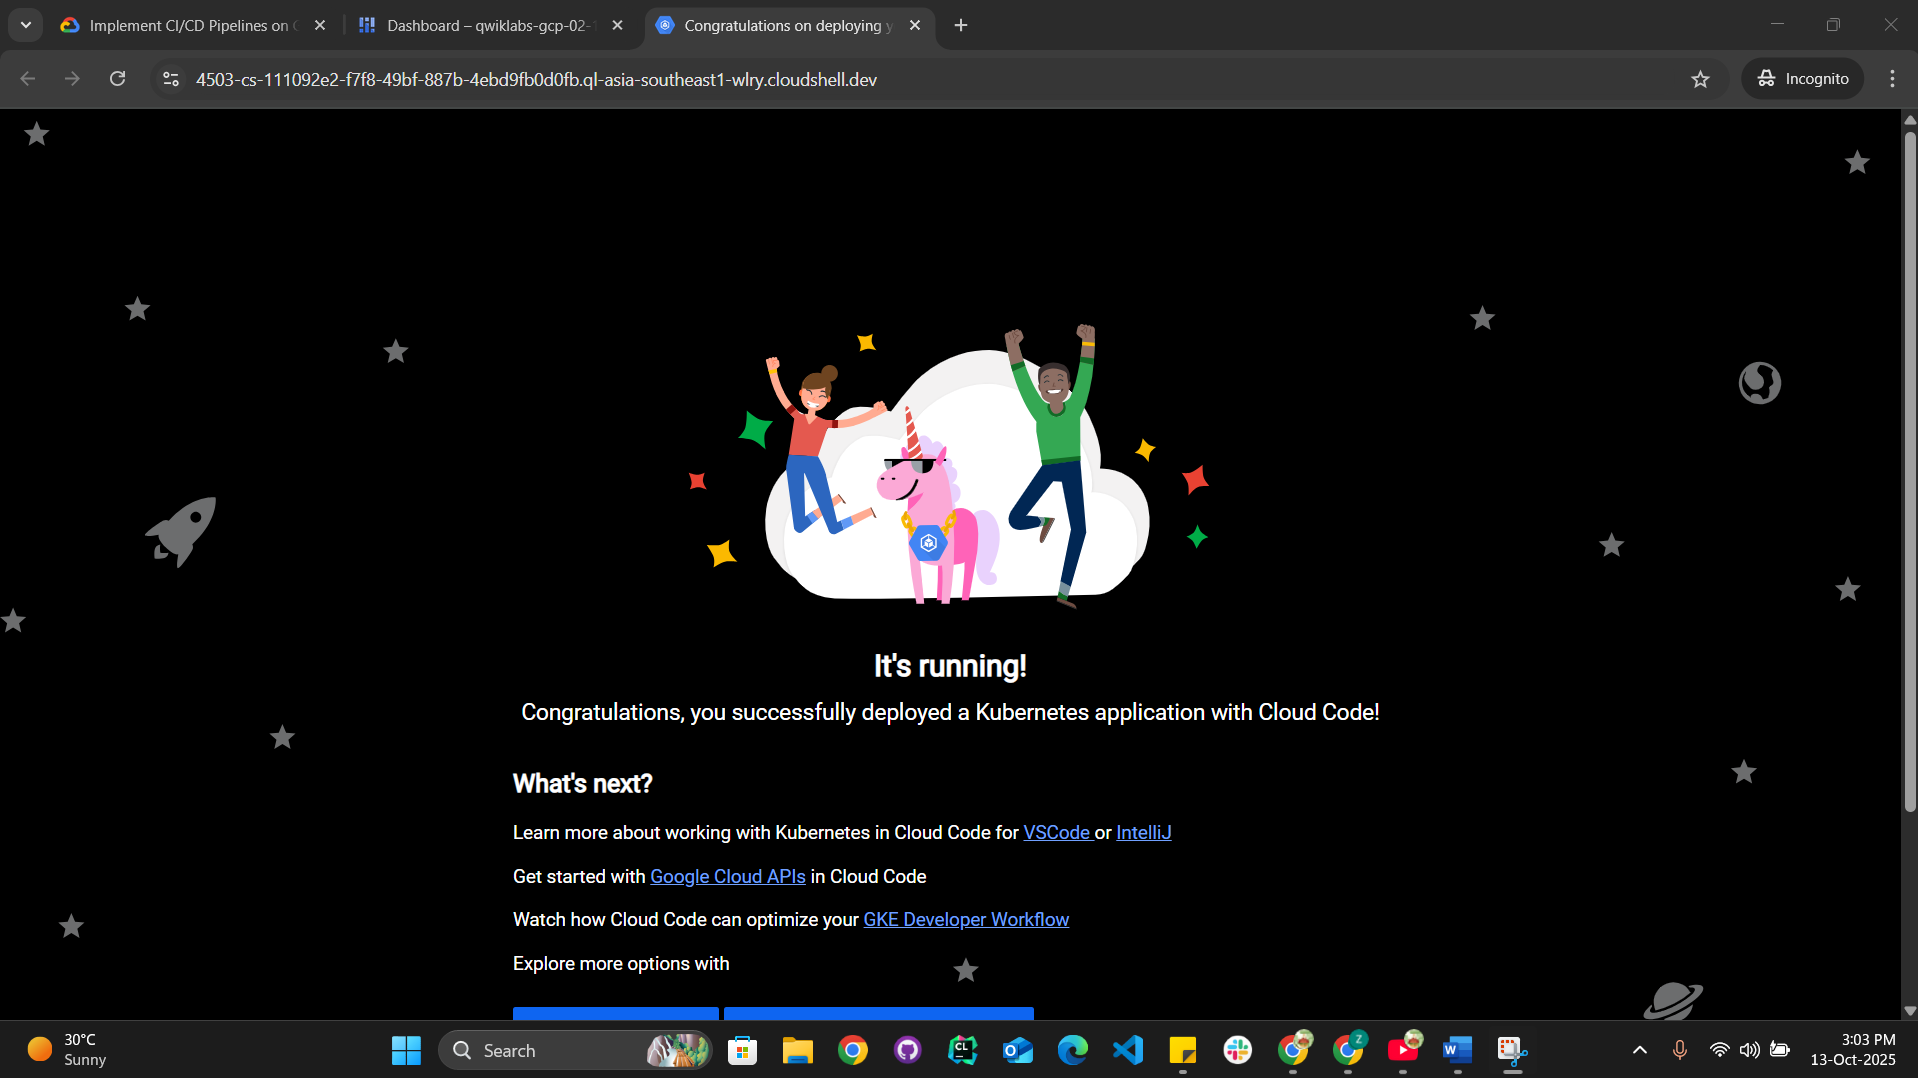 Implement CI/CD Pipelines on
Dashboard – qwiklabs-gcp-02-
Congratulations on deploying y
4503-cs-111092e2-f7f8-49bf-887b-4ebd9fb0d0fb.ql-asia-southeast1-wlry.cloudshell.dev
Incognito
It's running!
Congratulations, you successfully deployed a Kubernetes application with Cloud Code!
What's next?
Learn more about working with Kubernetes in Cloud Code for VSCode or IntelliJ
Get started with Google Cloud APIs in Cloud Code
Watch how Cloud Code can optimize your GKE Developer Workflow
Explore more options with
30°C
Sunny
Search
CL
Z
3:03 PM
13-Oct-2025